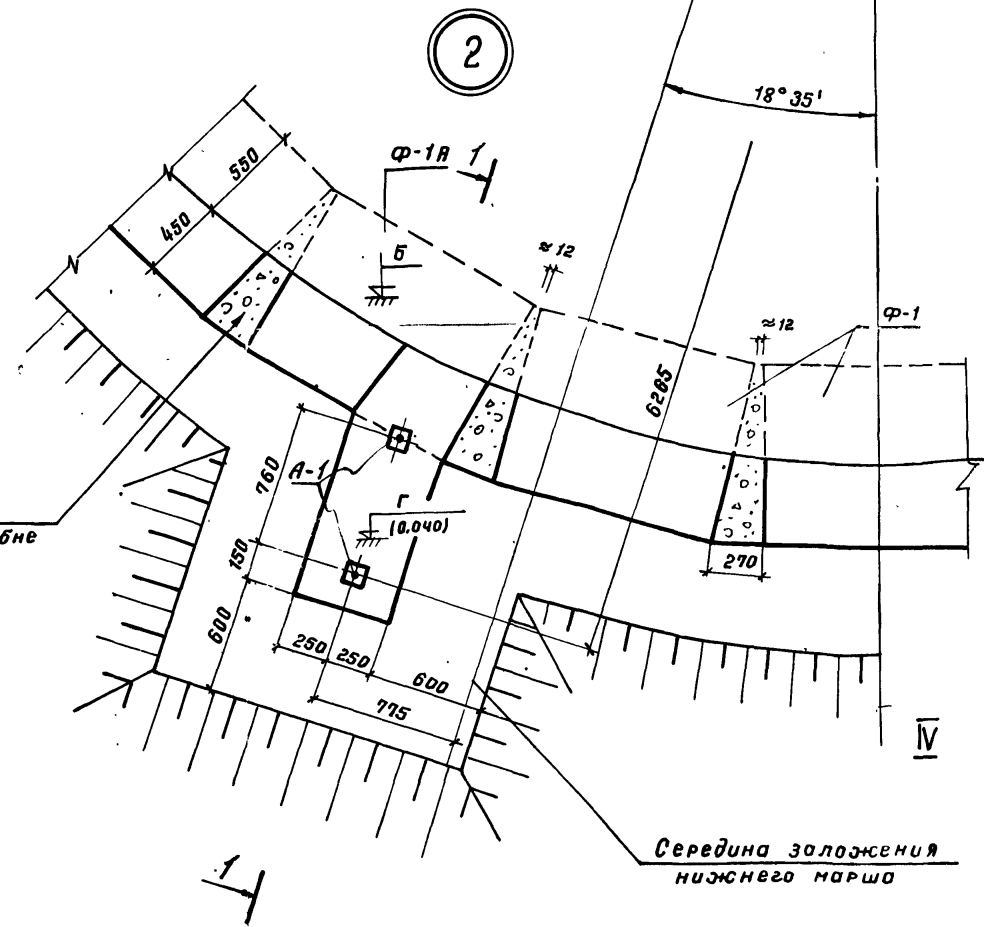 2
18°35'
Ф-1А
1
550
450
Б
≈12
≈12
Ф-1
6265
760
А-1
Г
(0.040)
бне
150
270
600
250
250
600
775
IV
Середина заложения
нижнего марша
1